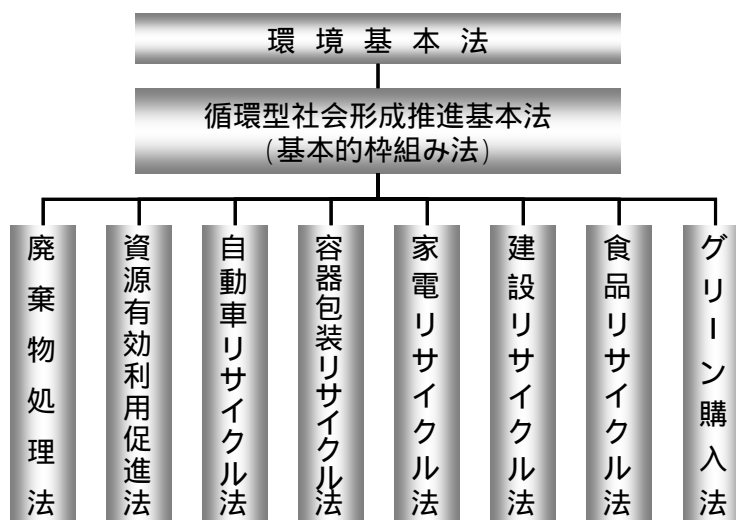 環境基本法
循環型社会形成推進基本法
(基本的枠組み法)
廃棄物処理法
資源有効利用促進法
自動車リサイクル法
容器包装リサイクル法
家電リサイクル法
建設リサイクル法
食品リサイクル法
グリーン購入法